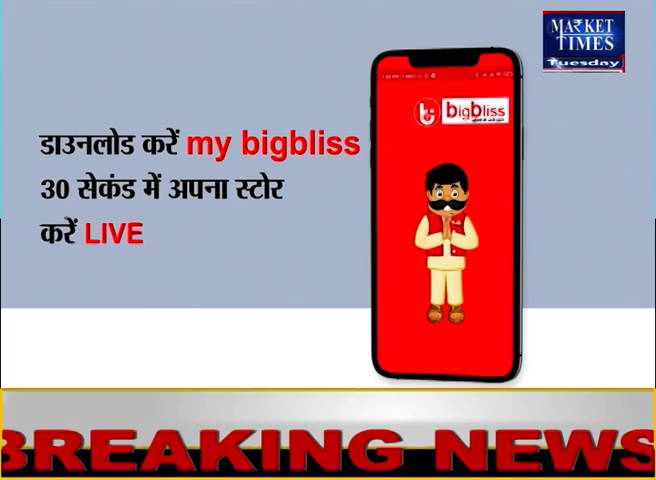 MARKET
TIMES
Tuesday
bigbliss
डाउनलोड करें my bigbliss
30 सेकंड में अपना स्टोर
करें LIVE
BREAKING NEWS